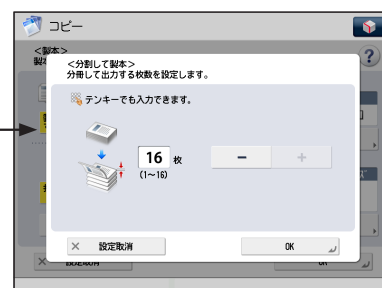 コピー
<製本>
<分割して製本>
分冊して出力する枚数を設定します。
テンキーでも入力できます。
16 枚
(1～16)
－ ＋
× 設定取消 OK
× 設定取消 OK